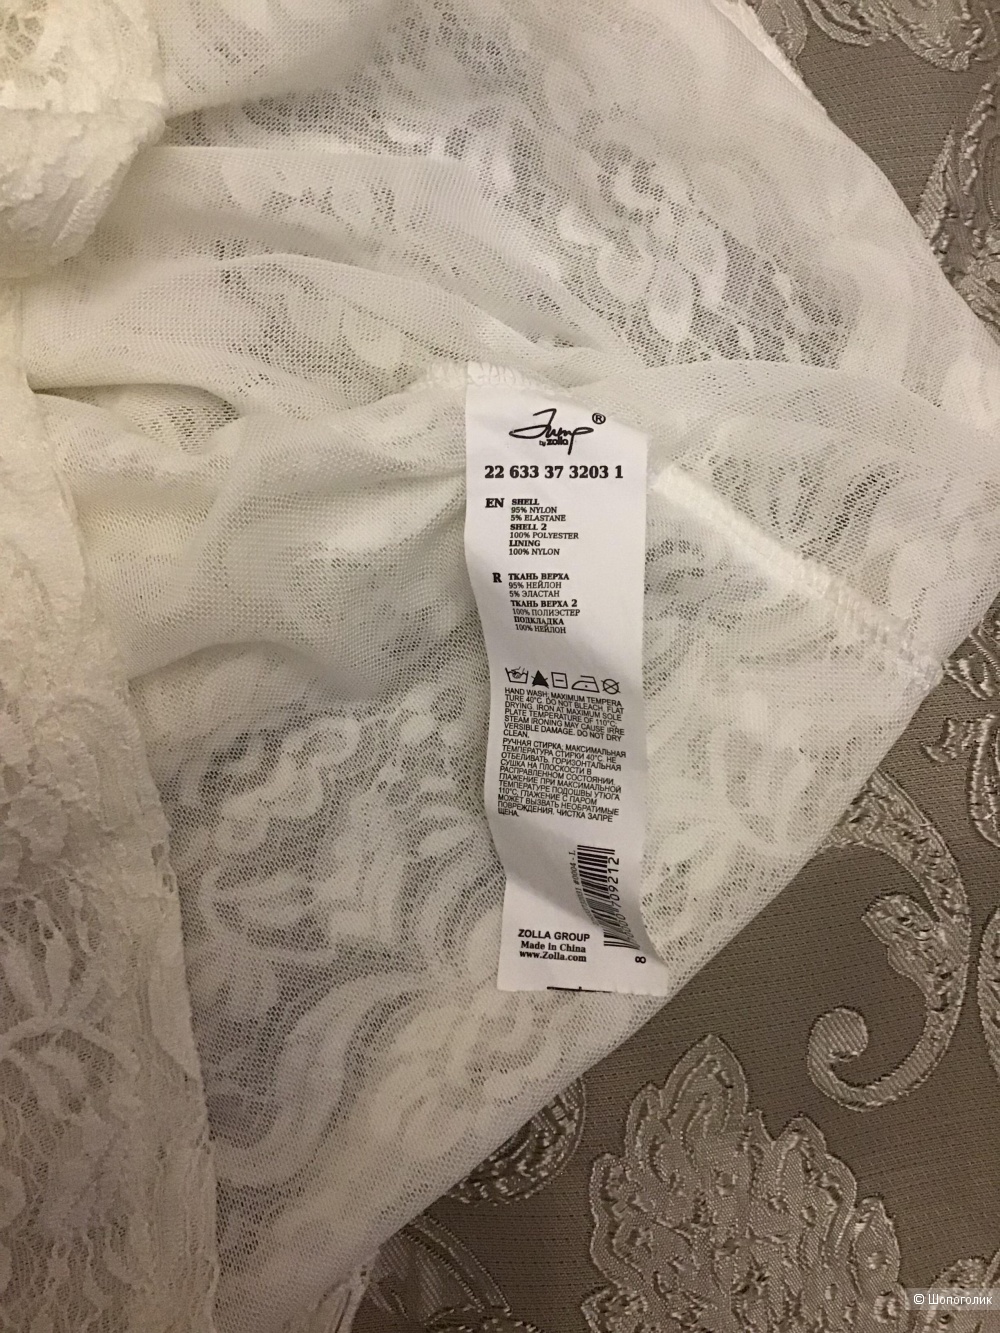 Jump®
by zolla
22 633 37 3203 1
EN SHELL
95% NYLON
5% ELASTANE
SHELL 2
100% POLYESTER
LINING
100% NYLON
R ТКАНЬ ВЕРХА
95% НЕЙЛОН
5% ЭЛАСТАН
ТКАНЬ ВЕРХА 2
100% ПОЛИЭСТЕР
ПОДКЛАДКА
100% НЕЙЛОН
HAND WASH, MAXIMUM TEMPERA
TURE 40°C. DO NOT BLEACH. FLAT
DRYING. IRON AT MAXIMUM SOLE
PLATE TEMPERATURE OF 110°C,
STEAM IRONING MAY CAUSE IRRE
VERSIBLE DAMAGE. DO NOT DRY
CLEAN.
РУЧНАЯ СТИРКА, МАКСИМАЛЬНАЯ
ТЕМПЕРАТУРА СТИРКИ 40°C. НЕ
ОТБЕЛИВАТЬ. ГОРИЗОНТАЛЬНАЯ
СУШКА НА ПЛОСКОСТИ В
РАСПРАВЛЕННОМ СОСТОЯНИИ.
ГЛАЖЕНИЕ ПРИ МАКСИМАЛЬНОЙ
ТЕМПЕРАТУРЕ ПОДОШВЫ УТЮГА
110°C, ГЛАЖЕНИЕ С ПАРОМ
МОЖЕТ ВЫЗВАТЬ НЕОБРАТИМЫЕ
ПОВРЕЖДЕНИЯ. ЧИСТКА ЗАПРЕ
ЩЕНА.
ZOLLA GROUP
Made in China
www.Zolla.com
8
© Шопоголик